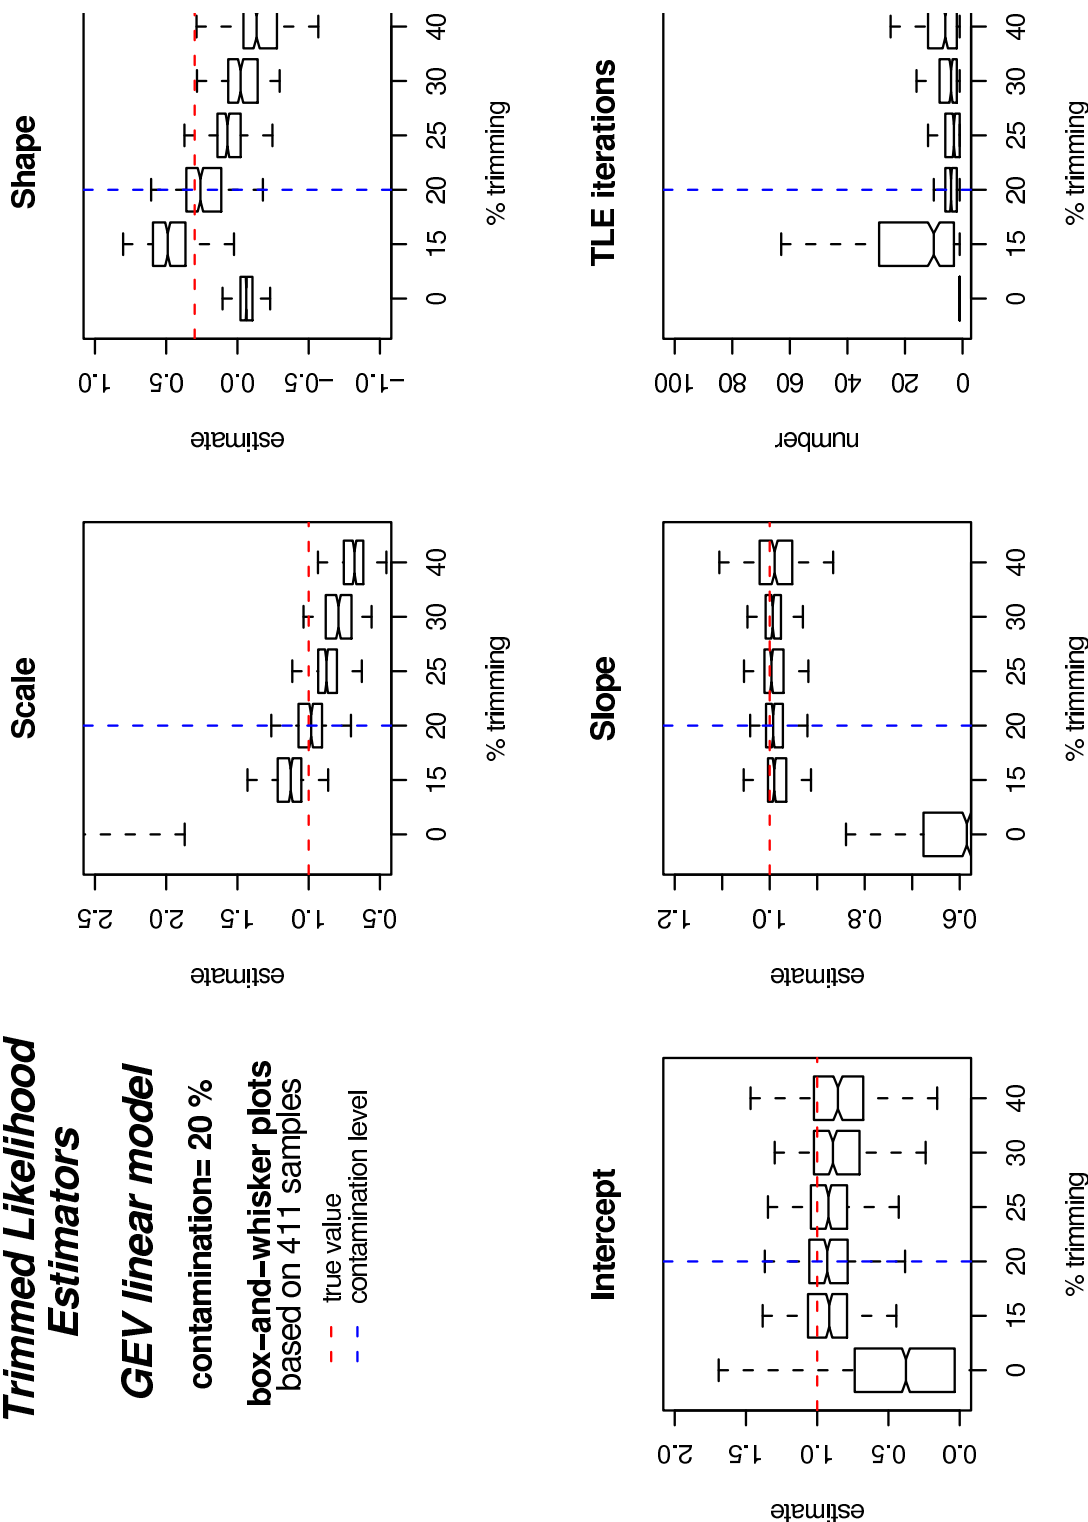 Trimmed Likelihood
Estimators
GEV linear model
contamination= 20 %
box−and−whisker plots
based on 411 samples
true value
contamination level
Scale
estimate
0.5 1.0 1.5 2.0 2.5
0 15 20 25 30 40
% trimming
Shape
estimate
−1.0 −0.5 0.0 0.5 1.0
0 15 20 25 30 40
% trimming
Intercept
estimate
0.0 0.5 1.0 1.5 2.0
0 15 20 25 30 40
% trimming
Slope
estimate
0.6 0.8 1.0 1.2
0 15 20 25 30 40
% trimming
TLE iterations
number
0 20 40 60 80 100
0 15 20 25 30 40
% trimming